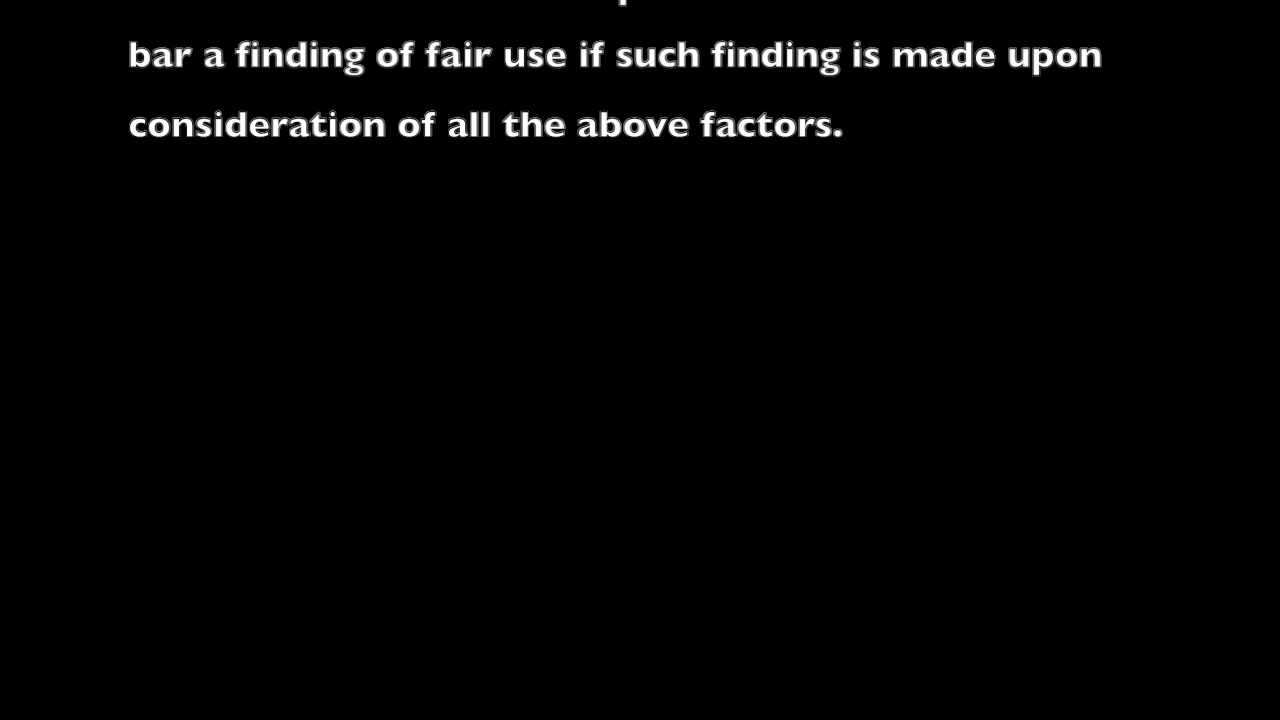 bar a finding of fair use if such finding is made upon
consideration of all the above factors.